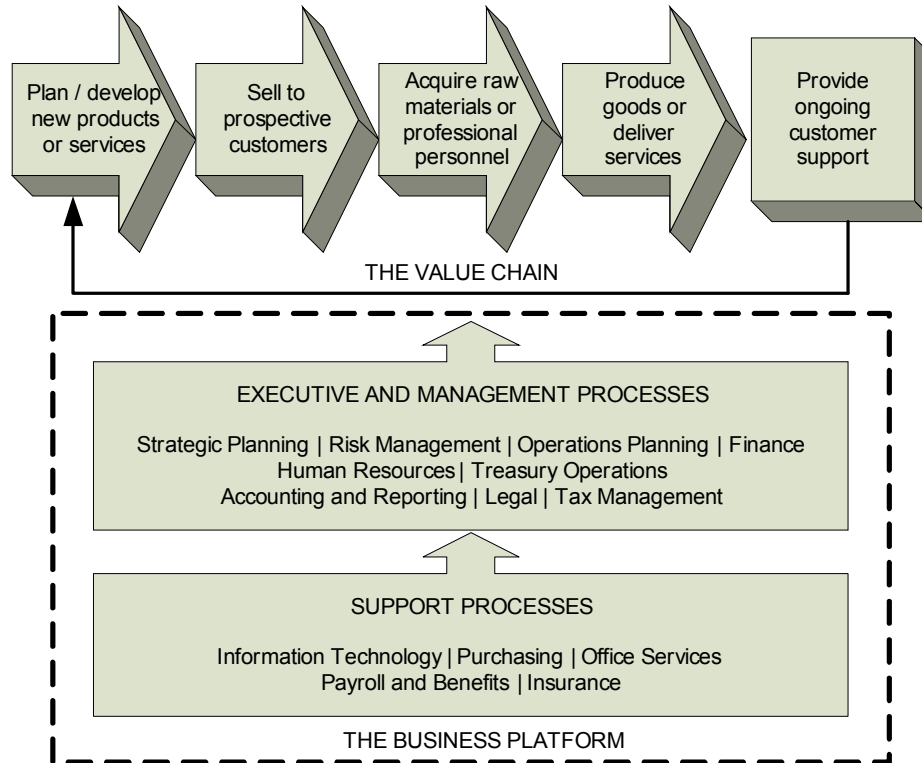 Plan / develop
new products
or services
Sell to
prospective
customers
Acquire raw
materials or
professional
personnel
Produce
goods or
deliver
services
Provide
ongoing
customer
support
THE VALUE CHAIN
EXECUTIVE AND MANAGEMENT PROCESSES
Strategic Planning | Risk Management | Operations Planning | Finance
Human Resources | Treasury Operations
Accounting and Reporting | Legal | Tax Management
SUPPORT PROCESSES
Information Technology | Purchasing | Office Services
Payroll and Benefits | Insurance
THE BUSINESS PLATFORM